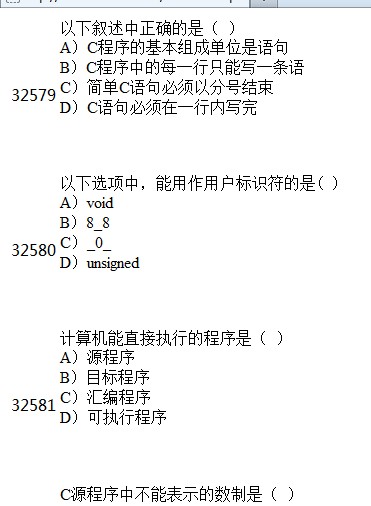 以下叙述中正确的是（ ）
A）C程序的基本组成单位是语句
B）C程序中的每一行只能写一条语
32579 C）简单C语句必须以分号结束
D）C语句必须在一行内写完
以下选项中，能用作用户标识符的是( )
A）void
B）8_8
32580 C）_0_
D）unsigned
计算机能直接执行的程序是（ ）
A）源程序
B）目标程序
32581 C）汇编程序
D）可执行程序
C源程序中不能表示的数制是（ ）